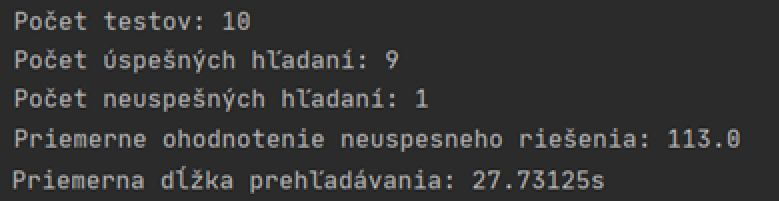 Počet testov: 10
Počet úspešných hľadaní: 9
Počet neuspešných hľadaní: 1
Priemerne ohodnotenie neuspesneho riešenia: 113.0
Priemerna dĺžka prehľadávania: 27.73125s